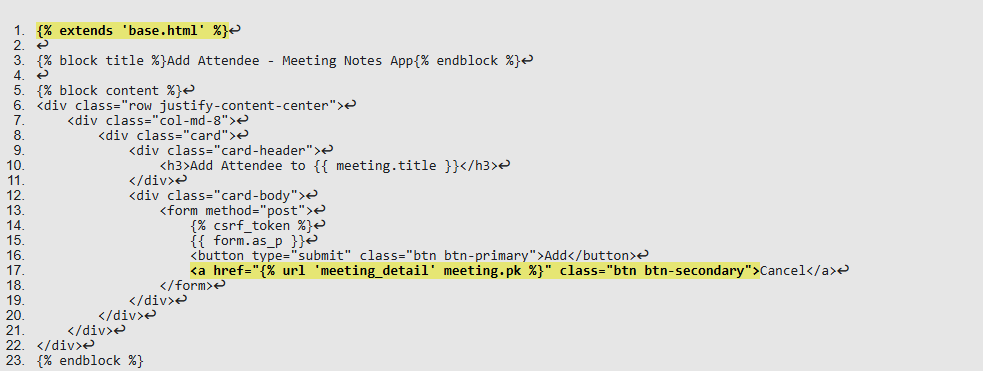 1. {% extends 'base.html' %}↩
2. ↩
3. {% block title %}Add Attendee - Meeting Notes App{% endblock %}↩
4. ↩
5. {% block content %}↩
6. <div class="row justify-content-center">↩
7.     <div class="col-md-8">↩
8.         <div class="card">↩
9.             <div class="card-header">↩
10.                 <h3>Add Attendee to {{ meeting.title }}</h3>↩
11.             </div>↩
12.             <div class="card-body">↩
13.                 <form method="post">↩
14.                     {% csrf_token %}↩
15.                     {{ form.as_p }}↩
16.                     <button type="submit" class="btn btn-primary">Add</button>↩
17.                     <a href="{% url 'meeting_detail' meeting.pk %}" class="btn btn-secondary">Cancel</a>↩
18.                 </form>↩
19.             </div>↩
20.         </div>↩
21.     </div>↩
22. </div>↩
23. {% endblock %}